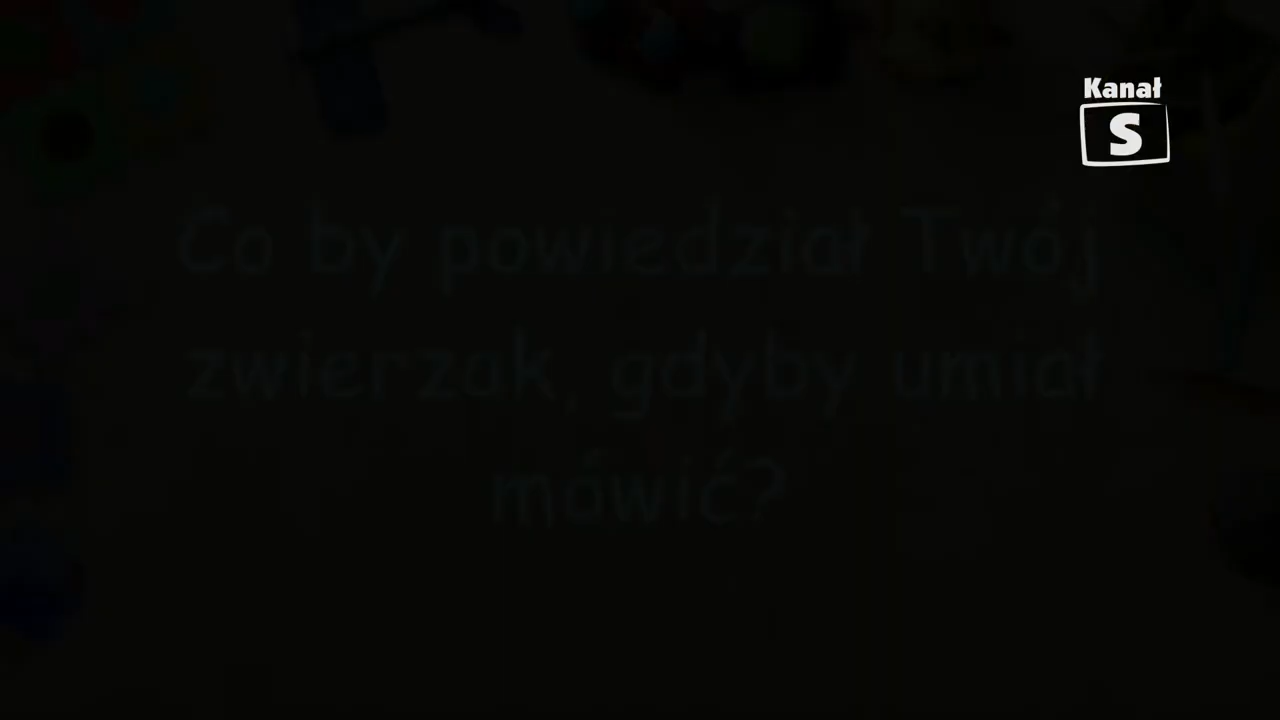 Kanał
S
Co by powiedział Twój
zwierzak, gdyby umiał
mówić?